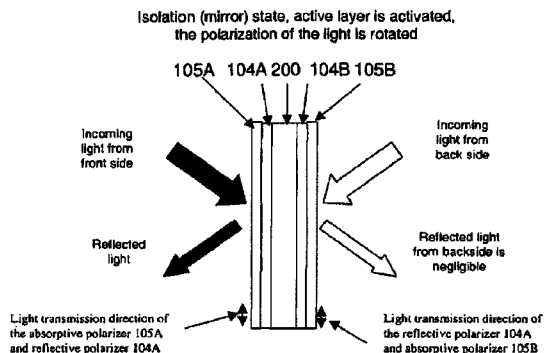 Isolation (mirror) state, active layer is activated,
the polarization of the light is rotated
105A 104A 200 104B 105B
Incoming
light from
front side
Incoming
light from
back side
Reflected
light
Reflected light
from backside is
negligible
Light transmission direction of
the absorptive polarizer 105A
and reflective polarizer 104A
Light transmission direction of
the reflective polarizer 104A
and absorptive polarizer 105B